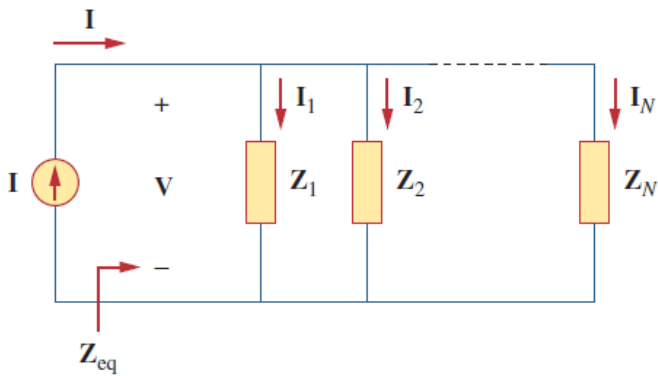 I
+ I₁ I₂ I_N
I V Z₁ Z₂ Z_N
−
Z_eq